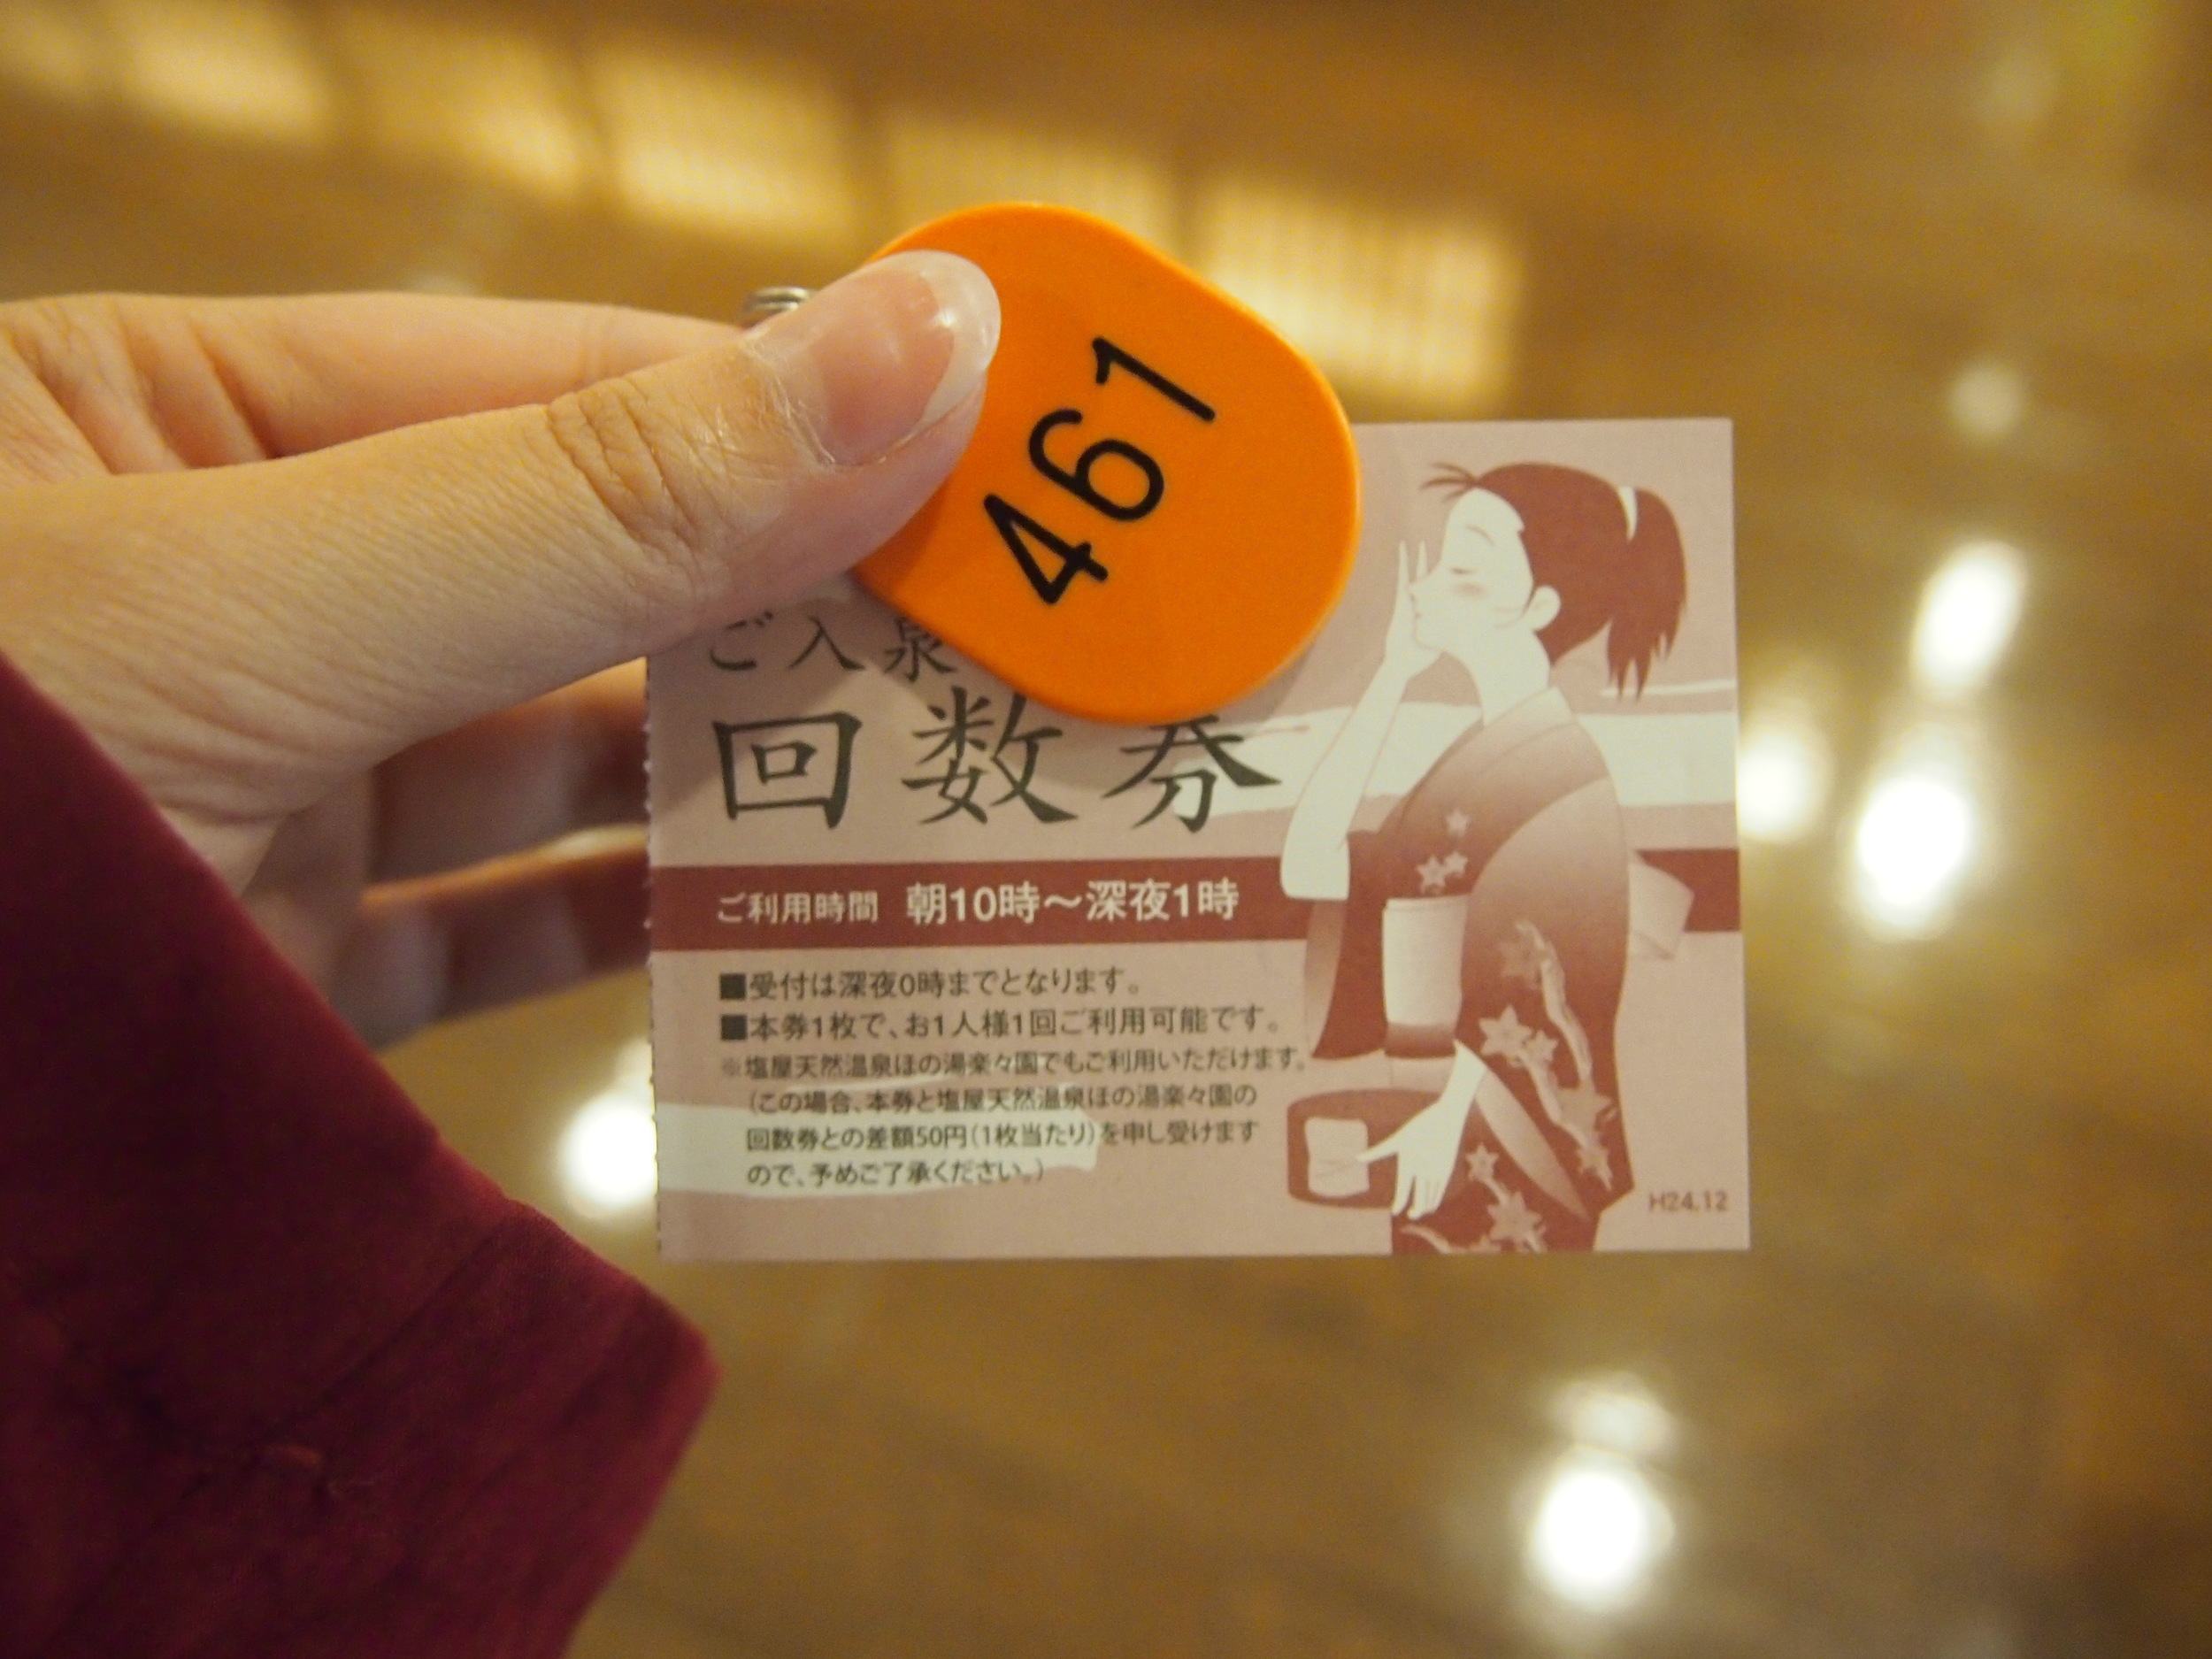 461
ご入泉
回数券
ご利用時間 朝10時～深夜1時
■受付は深夜0時までとなります。
■本券1枚で、お1人様1回ご利用可能です。
※塩屋天然温泉ほの湯楽々園でもご利用いただけます。
(この場合、本券と塩屋天然温泉ほの湯楽々園の
回数券との差額50円(1枚当たり)を申し受けます
ので、予めご了承ください。)
H24.12